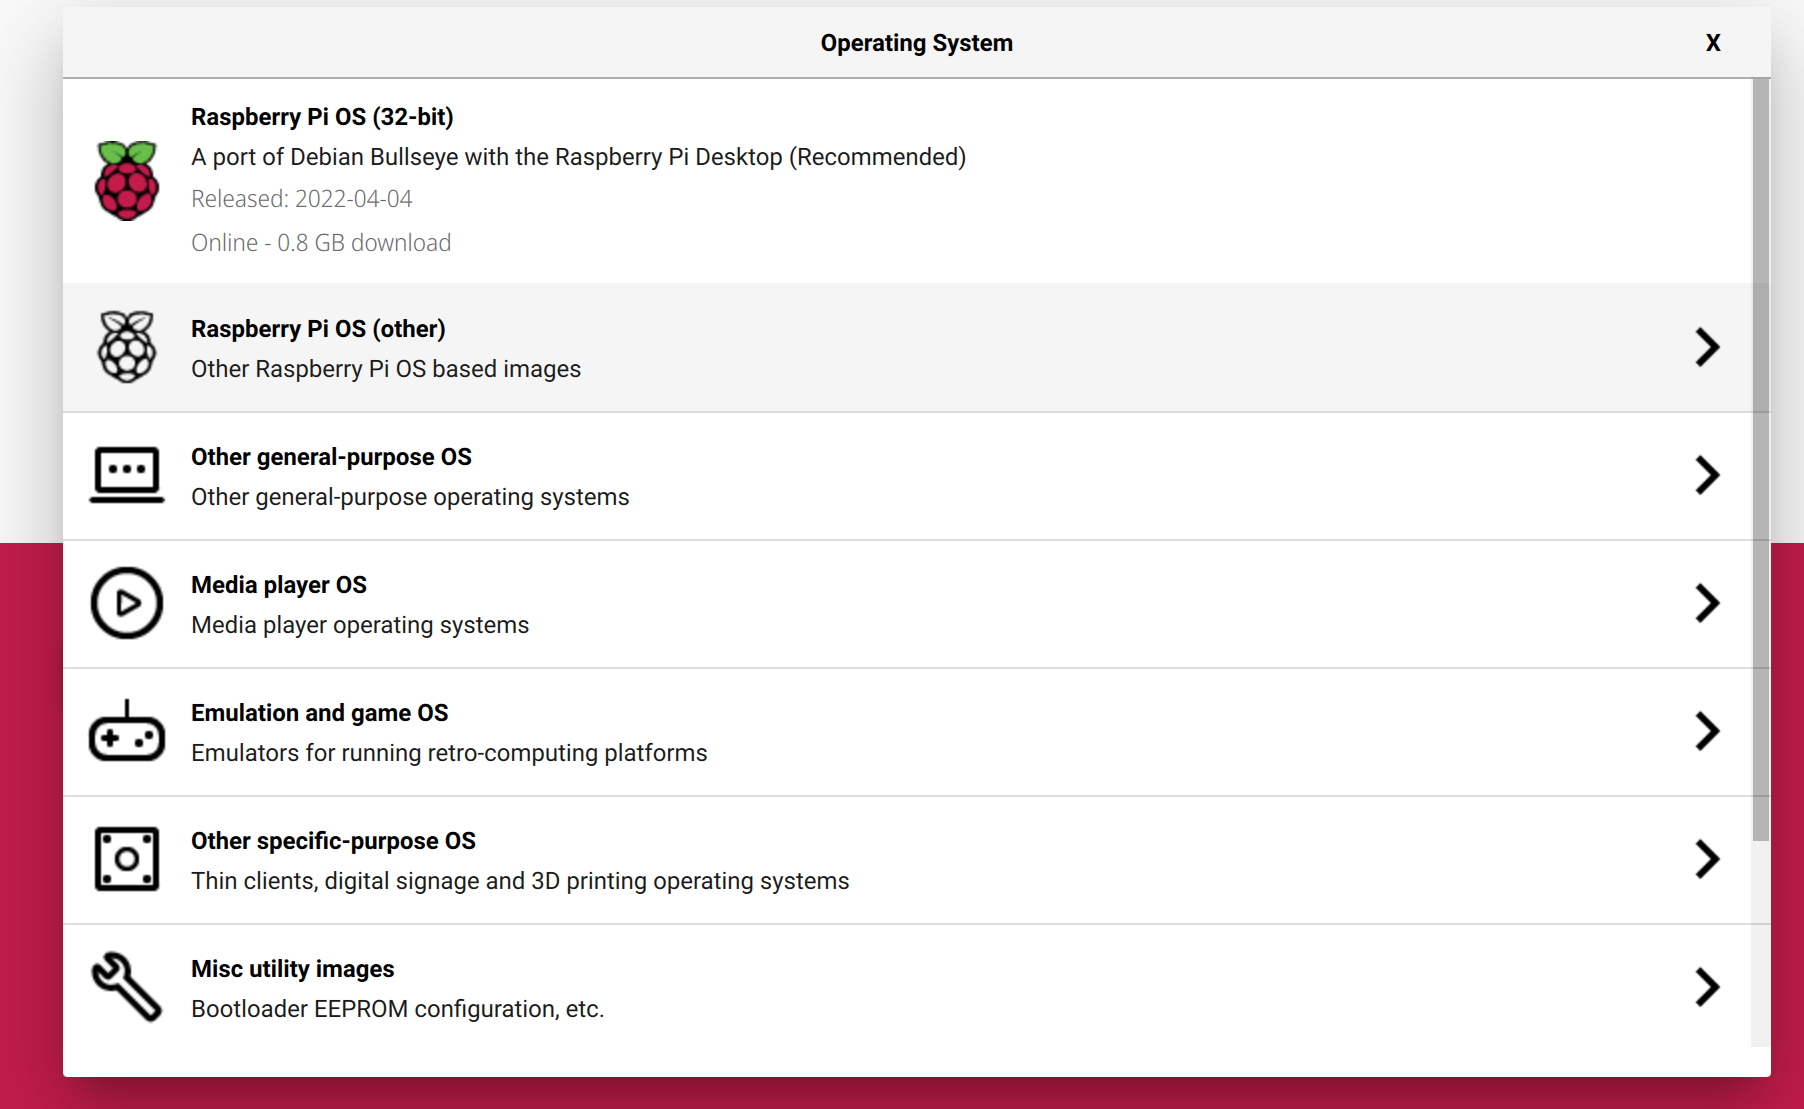 Operating System
X
Raspberry Pi OS (32-bit)
A port of Debian Bullseye with the Raspberry Pi Desktop (Recommended)
Released: 2022-04-04
Online - 0.8 GB download
Raspberry Pi OS (other)
Other Raspberry Pi OS based images
Other general-purpose OS
Other general-purpose operating systems
Media player OS
Media player operating systems
Emulation and game OS
Emulators for running retro-computing platforms
Other specific-purpose OS
Thin clients, digital signage and 3D printing operating systems
Misc utility images
Bootloader EEPROM configuration, etc.